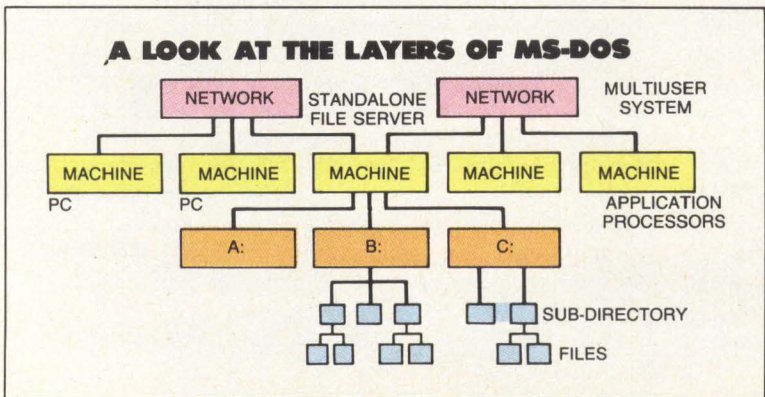 A LOOK AT THE LAYERS OF MS-DOS
NETWORK
STANDALONE
FILE SERVER
NETWORK
MULTIUSER
SYSTEM
MACHINE
MACHINE
MACHINE
MACHINE
MACHINE
PC
PC
APPLICATION
PROCESSORS
A:
B:
C:
SUB-DIRECTORY
FILES